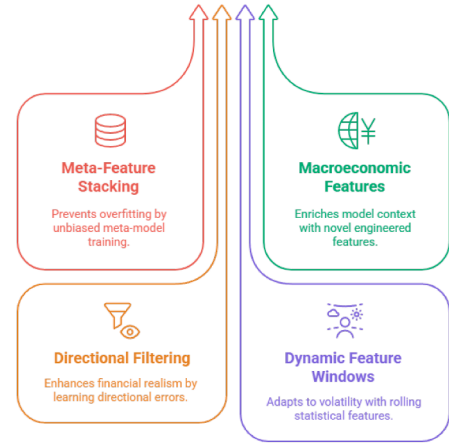 Meta-Feature
Stacking
Prevents overfitting by
unbiased meta-model
training.
Macroeconomic
Features
Enriches model context
with novel engineered
features.
Directional Filtering
Enhances financial realism by
learning directional errors.
Dynamic Feature
Windows
Adapts to volatility with rolling
statistical features.